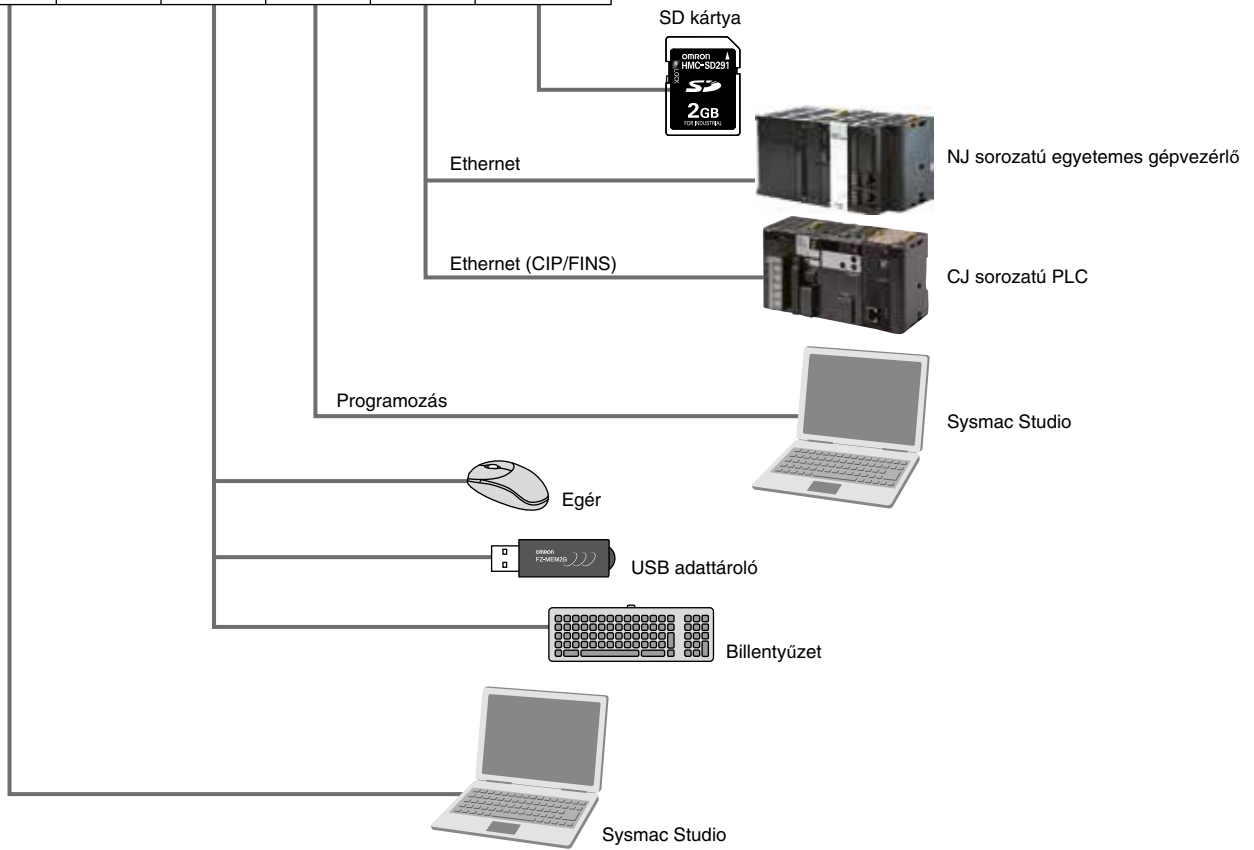 SD kártya
OMRON
HMC-SD291
LOCK
SD
2GB
FOR INDUSTRIAL
Ethernet
NJ sorozatú egyetemes gépvezérlő
Ethernet (CIP/FINS)
CJ sorozatú PLC
Programozás
Sysmac Studio
Egér
OMRON
FZ-MEM2G
USB adattároló
Billentyűzet
Sysmac Studio